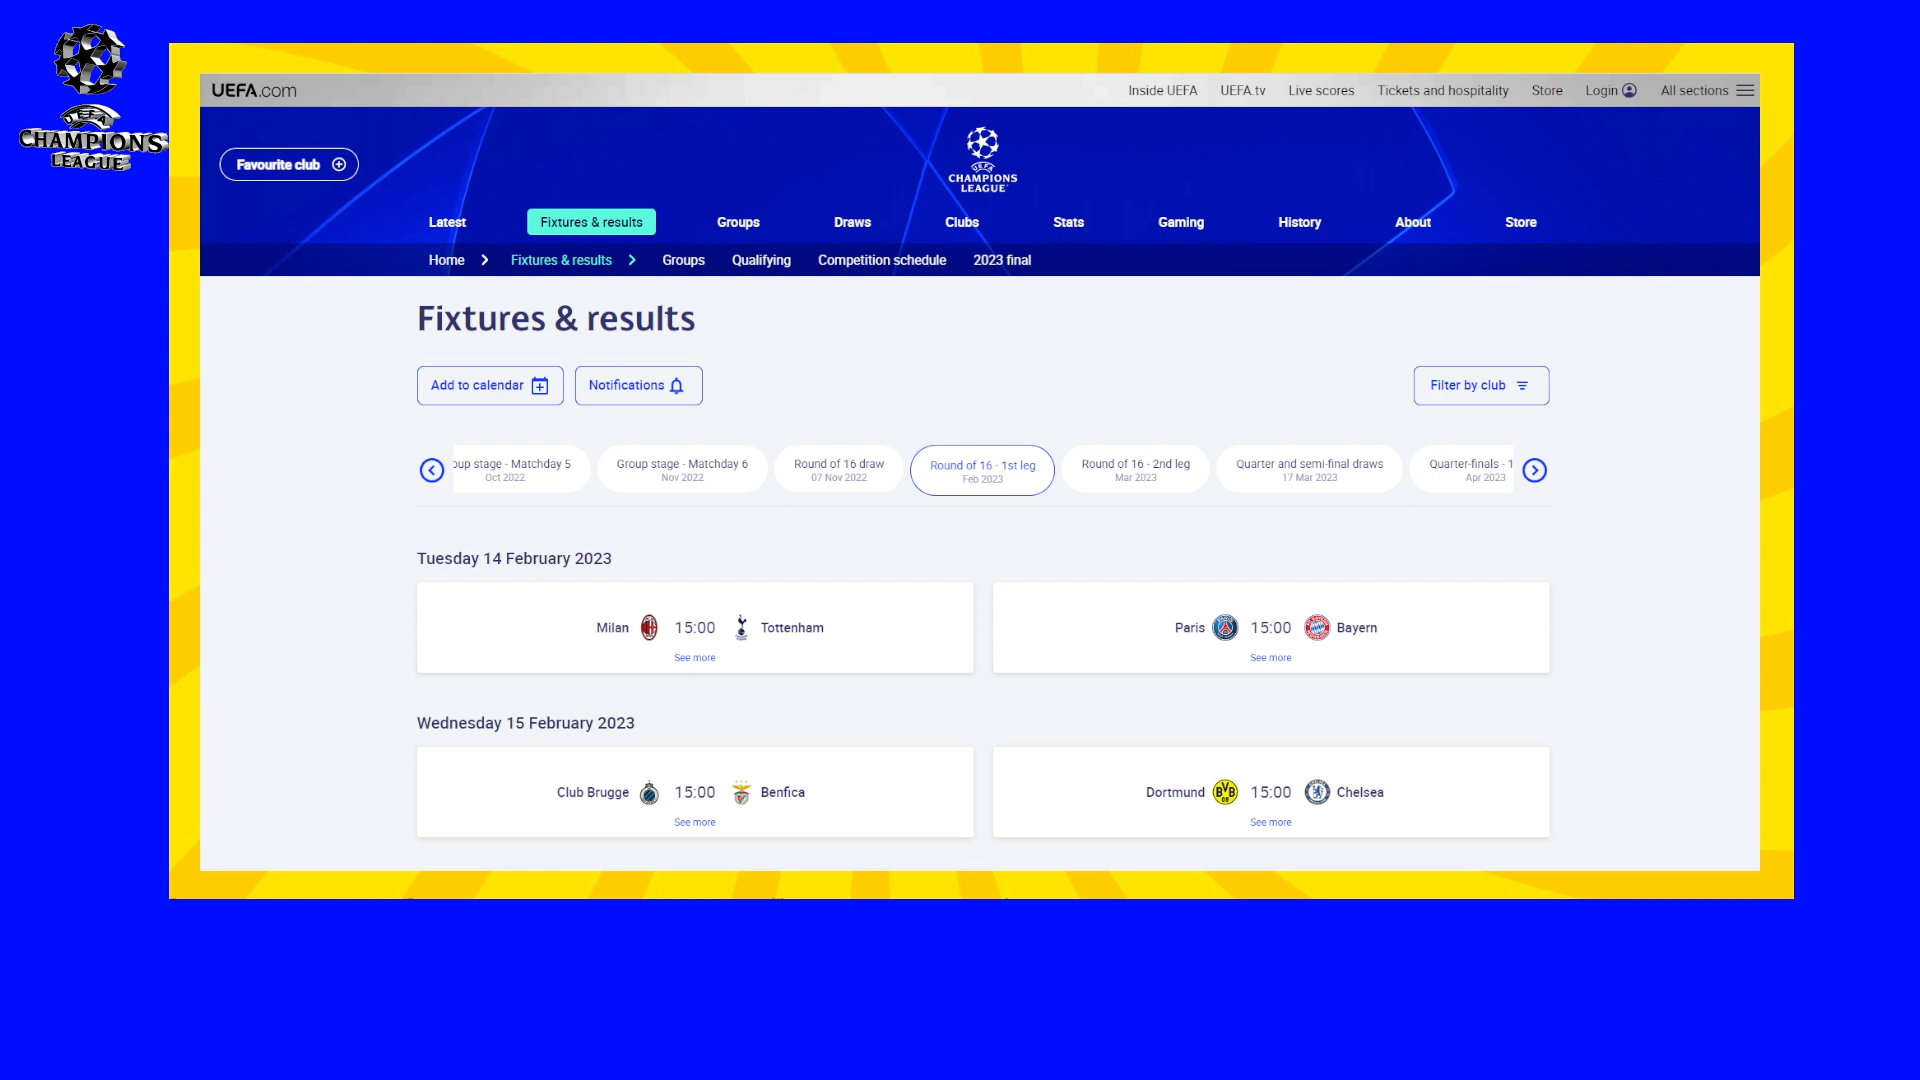 UEFA
CHAMPIONS
LEAGUE
UEFA.com
Inside UEFA
UEFA.tv
Live scores
Tickets and hospitality
Store
Login
All sections
Favourite club
UEFA
CHAMPIONS
LEAGUE
Latest
Fixtures & results
Groups
Draws
Clubs
Stats
Gaming
History
About
Store
Home
Fixtures & results
Groups
Qualifying
Competition schedule
2023 final
Fixtures & results
Add to calendar
Notifications
Filter by club
oup stage - Matchday 5
Oct 2022
Group stage - Matchday 6
Nov 2022
Round of 16 draw
07 Nov 2022
Round of 16 - 1st leg
Feb 2023
Round of 16 - 2nd leg
Mar 2023
Quarter and semi-final draws
17 Mar 2023
Quarter-finals - 1
Apr 2023
Tuesday 14 February 2023
Milan 15:00 Tottenham
See more
Paris 15:00 Bayern
See more
Wednesday 15 February 2023
Club Brugge 15:00 Benfica
See more
Dortmund BVB 09 15:00 Chelsea
See more